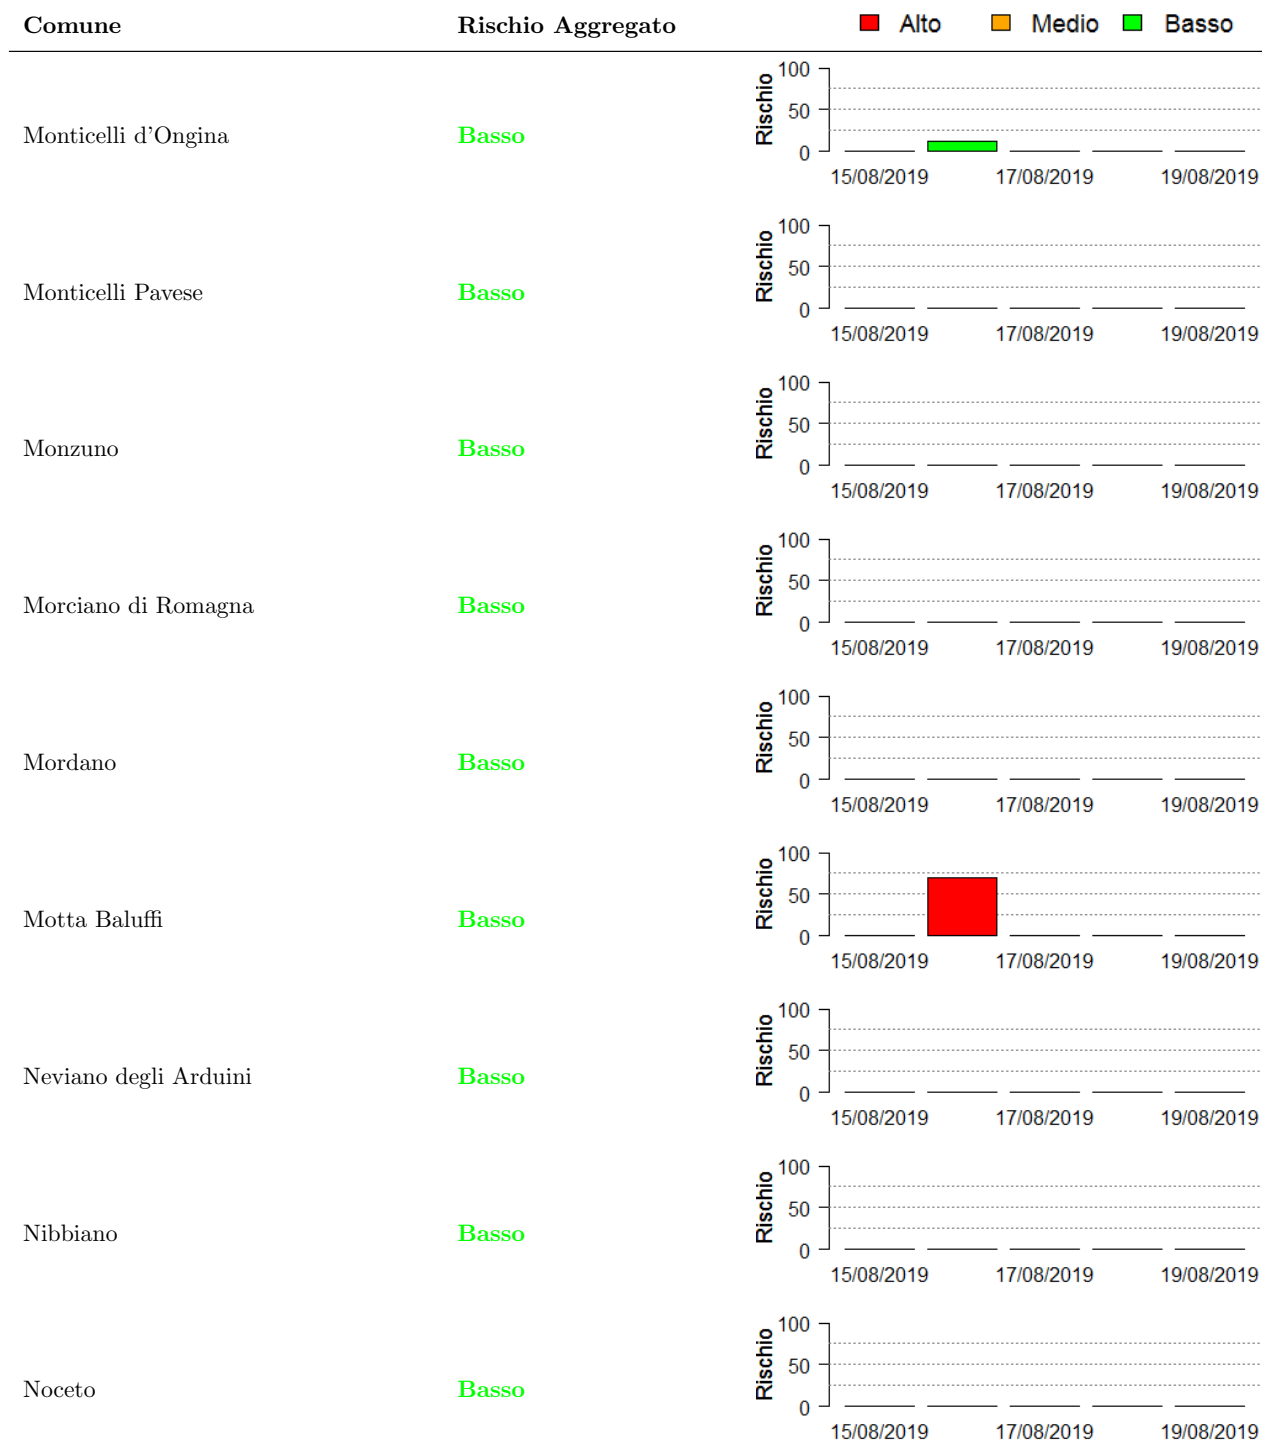 Comune Rischio Aggregato Alto Medio Basso
Monticelli d'Ongina Basso Rischio 100 50 0
15/08/2019 17/08/2019 19/08/2019
Monticelli Pavese Basso Rischio 100 50 0
15/08/2019 17/08/2019 19/08/2019
Monzuno Basso Rischio 100 50 0
15/08/2019 17/08/2019 19/08/2019
Morciano di Romagna Basso Rischio 100 50 0
15/08/2019 17/08/2019 19/08/2019
Mordano Basso Rischio 100 50 0
15/08/2019 17/08/2019 19/08/2019
Motta Baluffi Basso Rischio 100 50 0
15/08/2019 17/08/2019 19/08/2019
Neviano degli Arduini Basso Rischio 100 50 0
15/08/2019 17/08/2019 19/08/2019
Nibbiano Basso Rischio 100 50 0
15/08/2019 17/08/2019 19/08/2019
Noceto Basso Rischio 100 50 0
15/08/2019 17/08/2019 19/08/2019